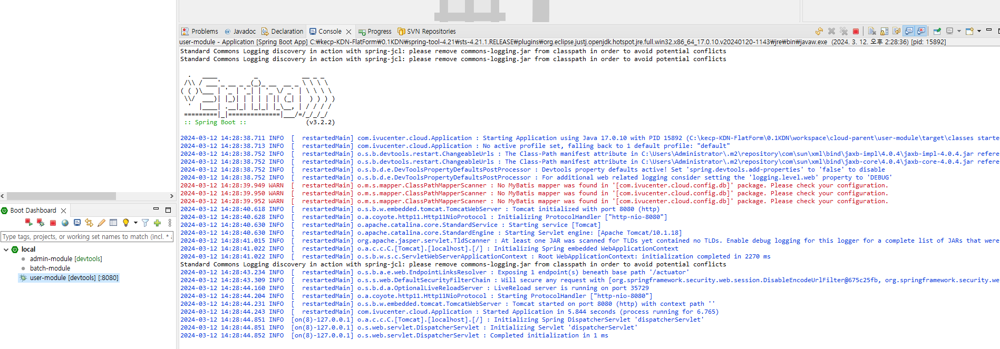 Problems @ Javadoc Declaration Console Progress SVN Repositories
user-module - Application [Spring Boot App] C:₩kecp-KDN-FlatForm₩0.1KDN₩spring-tool-4.21₩sts-4.21.1.RELEASE₩plugins₩org.eclipse.justj.openjdk.hotspot.jre.full.win32.x86_64_17.0.10.v20240120-1143₩jre₩bin₩javaw.exe (2024. 3. 12. 오후 2:28:36) [pid: 15892]
Standard Commons Logging discovery in action with spring-jcl: please remove commons-logging.jar from classpath in order to avoid potential conflicts
Standard Commons Logging discovery in action with spring-jcl: please remove commons-logging.jar from classpath in order to avoid potential conflicts
Spring
:: Spring Boot :: (v3.2.2)
2024-03-12 14:28:38.711 INFO [ restartedMain] com.ivucenter.cloud.Application : Starting Application using Java 17.0.10 with PID 15892 (C:\kecp-KDN-FlatForm\0.1KDN\workspace\cloud-parent\user-module\target\classes starte
2024-03-12 14:28:38.713 INFO [ restartedMain] com.ivucenter.cloud.Application : No active profile set, falling back to 1 default profile: "default"
2024-03-12 14:28:38.752 INFO [ restartedMain] o.s.b.devtools.restart.ChangeableUrls : The Class-Path manifest attribute in C:\Users\Administrator\.m2\repository\com\sun\xml\bind\jaxb-impl\4.0.4\jaxb-impl-4.0.4.jar refere
2024-03-12 14:28:38.752 INFO [ restartedMain] o.s.b.devtools.restart.ChangeableUrls : The Class-Path manifest attribute in C:\Users\Administrator\.m2\repository\com\sun\xml\bind\jaxb-core\4.0.4\jaxb-core-4.0.4.jar refere
2024-03-12 14:28:38.752 INFO [ restartedMain] o.s.b.d.e.DevToolsPropertyDefaultsPostProcessor : Devtools property defaults active! Set 'spring.devtools.add-properties' to 'false' to disable
2024-03-12 14:28:38.752 INFO [ restartedMain] o.s.b.d.e.DevToolsPropertyDefaultsPostProcessor : For additional web related logging consider setting the 'logging.level.web' property to 'DEBUG'
2024-03-12 14:28:39.949 WARN [ restartedMain] o.m.s.mapper.ClassPathMapperScanner : No MyBatis mapper was found in '[com.ivucenter.cloud.config.db]' package. Please check your configuration.
2024-03-12 14:28:39.950 WARN [ restartedMain] o.m.s.mapper.ClassPathMapperScanner : No MyBatis mapper was found in '[com.ivucenter.cloud.config.db]' package. Please check your configuration.
2024-03-12 14:28:39.952 WARN [ restartedMain] o.m.s.mapper.ClassPathMapperScanner : No MyBatis mapper was found in '[com.ivucenter.cloud.config.db]' package. Please check your configuration.
2024-03-12 14:28:40.618 INFO [ restartedMain] o.s.b.w.embedded.tomcat.TomcatWebServer : Tomcat initialized with port 8080 (http)
2024-03-12 14:28:40.628 INFO [ restartedMain] o.a.coyote.http11.Http11NioProtocol : Initializing ProtocolHandler ["http-nio-8080"]
2024-03-12 14:28:40.630 INFO [ restartedMain] o.apache.catalina.core.StandardService : Starting service [Tomcat]
2024-03-12 14:28:40.630 INFO [ restartedMain] o.apache.catalina.core.StandardEngine : Starting Servlet engine: [Apache Tomcat/10.1.18]
2024-03-12 14:28:41.015 INFO [ restartedMain] org.apache.jasper.servlet.TldScanner : At least one JAR was scanned for TLDs yet contained no TLDs. Enable debug logging for this logger for a complete list of JARs that were
2024-03-12 14:28:41.022 INFO [ restartedMain] o.a.c.c.C.[Tomcat].[localhost].[/] : Initializing Spring embedded WebApplicationContext
2024-03-12 14:28:41.022 INFO [ restartedMain] o.s.b.w.s.c.ServletWebServerApplicationContext : Root WebApplicationContext: initialization completed in 2270 ms
Standard Commons Logging discovery in action with spring-jcl: please remove commons-logging.jar from classpath in order to avoid potential conflicts
2024-03-12 14:28:43.234 INFO [ restartedMain] o.s.b.a.e.web.EndpointLinksResolver : Exposing 1 endpoint(s) beneath base path '/actuator'
2024-03-12 14:28:43.309 INFO [ restartedMain] o.s.s.web.DefaultSecurityFilterChain : Will secure any request with [org.springframework.security.web.session.DisableEncodeUrlFilter@675c25fb, org.springframework.security.we
2024-03-12 14:28:44.160 INFO [ restartedMain] o.s.b.d.a.OptionalLiveReloadServer : LiveReload server is running on port 35729
2024-03-12 14:28:44.204 INFO [ restartedMain] o.a.coyote.http11.Http11NioProtocol : Starting ProtocolHandler ["http-nio-8080"]
2024-03-12 14:28:44.231 INFO [ restartedMain] o.s.b.w.embedded.tomcat.TomcatWebServer : Tomcat started on port 8080 (http) with context path ''
2024-03-12 14:28:44.243 INFO [ restartedMain] com.ivucenter.cloud.Application : Started Application in 5.844 seconds (process running for 6.765)
2024-03-12 14:28:44.851 INFO [on(8)-127.0.0.1] o.a.c.c.C.[Tomcat].[localhost].[/] : Initializing Spring DispatcherServlet 'dispatcherServlet'
2024-03-12 14:28:44.851 INFO [on(8)-127.0.0.1] o.s.web.servlet.DispatcherServlet : Initializing Servlet 'dispatcherServlet'
2024-03-12 14:28:44.852 INFO [on(8)-127.0.0.1] o.s.web.servlet.DispatcherServlet : Completed initialization in 1 ms
Boot Dashboard
Type tags, projects, or working set names to match (incl. *
local
admin-module [devtools]
batch-module
user-module [devtools] [:8080]